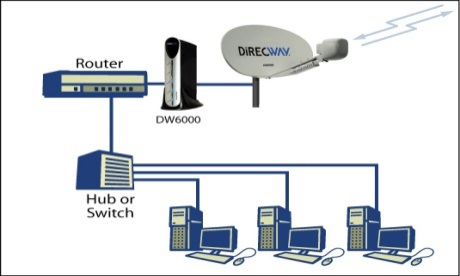 Router
DIRECWAY
DW6000
Hub or
Switch